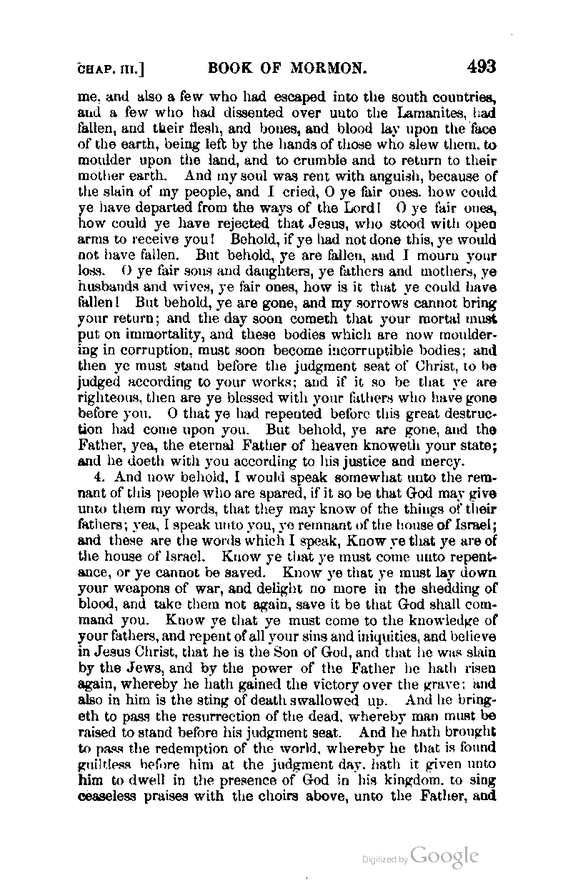 CHAP. III.] BOOK OF MORMON. 493
me, and also a few who had escaped into the south countries,
and a few who had dissented over unto the Lamanites, had
fallen, and their flesh, and bones, and blood lay upon the face
of the earth, being left by the hands of those who slew them, to
moulder upon the land, and to crumble and to return to their
mother earth. And my soul was rent with anguish, because of
the slain of my people, and I cried, O ye fair ones, how could
ye have departed from the ways of the Lord! O ye fair ones,
how could ye have rejected that Jesus, who stood with open
arms to receive you! Behold, if ye had not done this, ye would
not have fallen. But behold, ye are fallen, and I mourn your
loss. O ye fair sons and daughters, ye fathers and mothers, ye
husbands and wives, ye fair ones, how is it that ye could have
fallen! But behold, ye are gone, and my sorrows cannot bring
your return; and the day soon cometh that your mortal must
put on immortality, and these bodies which are now moulder-
ing in corruption, must soon become incorruptible bodies; and
then ye must stand before the judgment seat of Christ, to be
judged according to your works; and if it so be that ye are
righteous, then are ye blessed with your fathers who have gone
before you. O that ye had repented before this great destruc-
tion had come upon you. But behold, ye are gone, and the
Father, yea, the eternal Father of heaven knoweth your state;
and he doeth with you according to his justice and mercy.
4. And now behold, I would speak somewhat unto the rem-
nant of this people who are spared, if it so be that God may give
unto them my words, that they may know of the things of their
fathers; yea, I speak unto you, ye remnant of the house of Israel;
and these are the words which I speak, Know ye that ye are of
the house of Israel. Know ye that ye must come unto repent-
ance, or ye cannot be saved. Know ye that ye must lay down
your weapons of war, and delight no more in the shedding of
blood, and take them not again, save it be that God shall com-
mand you. Know ye that ye must come to the knowledge of
your fathers, and repent of all your sins and iniquities, and believe
in Jesus Christ, that he is the Son of God, and that he was slain
by the Jews, and by the power of the Father he hath risen
again, whereby he hath gained the victory over the grave; and
also in him is the sting of death swallowed up. And he bring-
eth to pass the resurrection of the dead, whereby man must be
raised to stand before his judgment seat. And he hath brought
to pass the redemption of the world, whereby he that is found
guiltless before him at the judgment day, hath it given unto
him to dwell in the presence of God in his kingdom, to sing
ceaseless praises with the choirs above, unto the Father, and
Digitized by Google